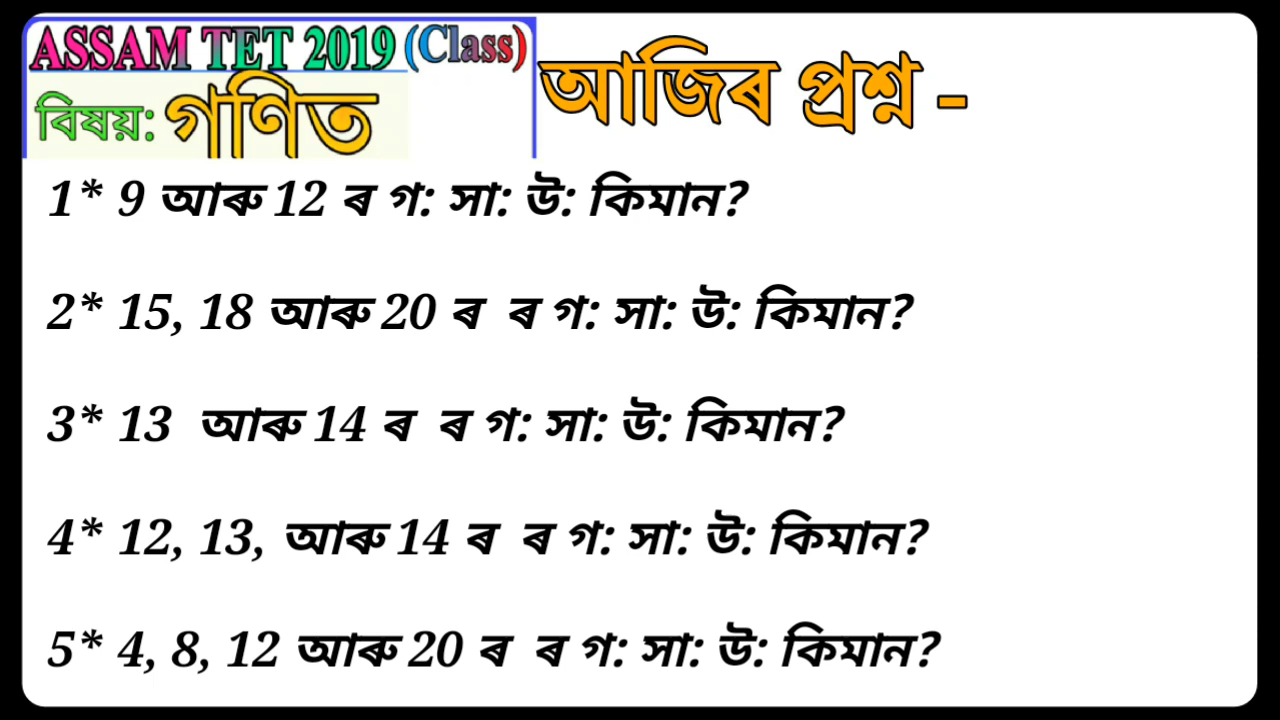 ASSAM TET 2019 (Class)
বিষয়: গণিত
আজিৰ প্ৰশ্ন -
1* 9 আৰু 12 ৰ গ: সা: উ: কিমান?
2* 15, 18 আৰু 20 ৰ ৰ গ: সা: উ: কিমান?
3* 13 আৰু 14 ৰ ৰ গ: সা: উ: কিমান?
4* 12, 13, আৰু 14 ৰ ৰ গ: সা: উ: কিমান?
5* 4, 8, 12 আৰু 20 ৰ ৰ গ: সা: উ: কিমান?